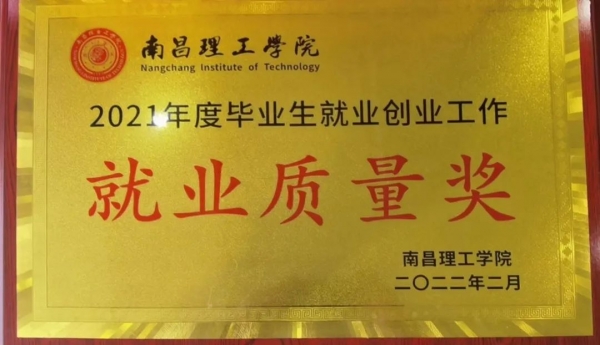 南昌理工學院
Nangchang Institute of Technology
2021年度毕业生就业创业工作
就业质量奖
南昌理工学院
二〇二二年二月